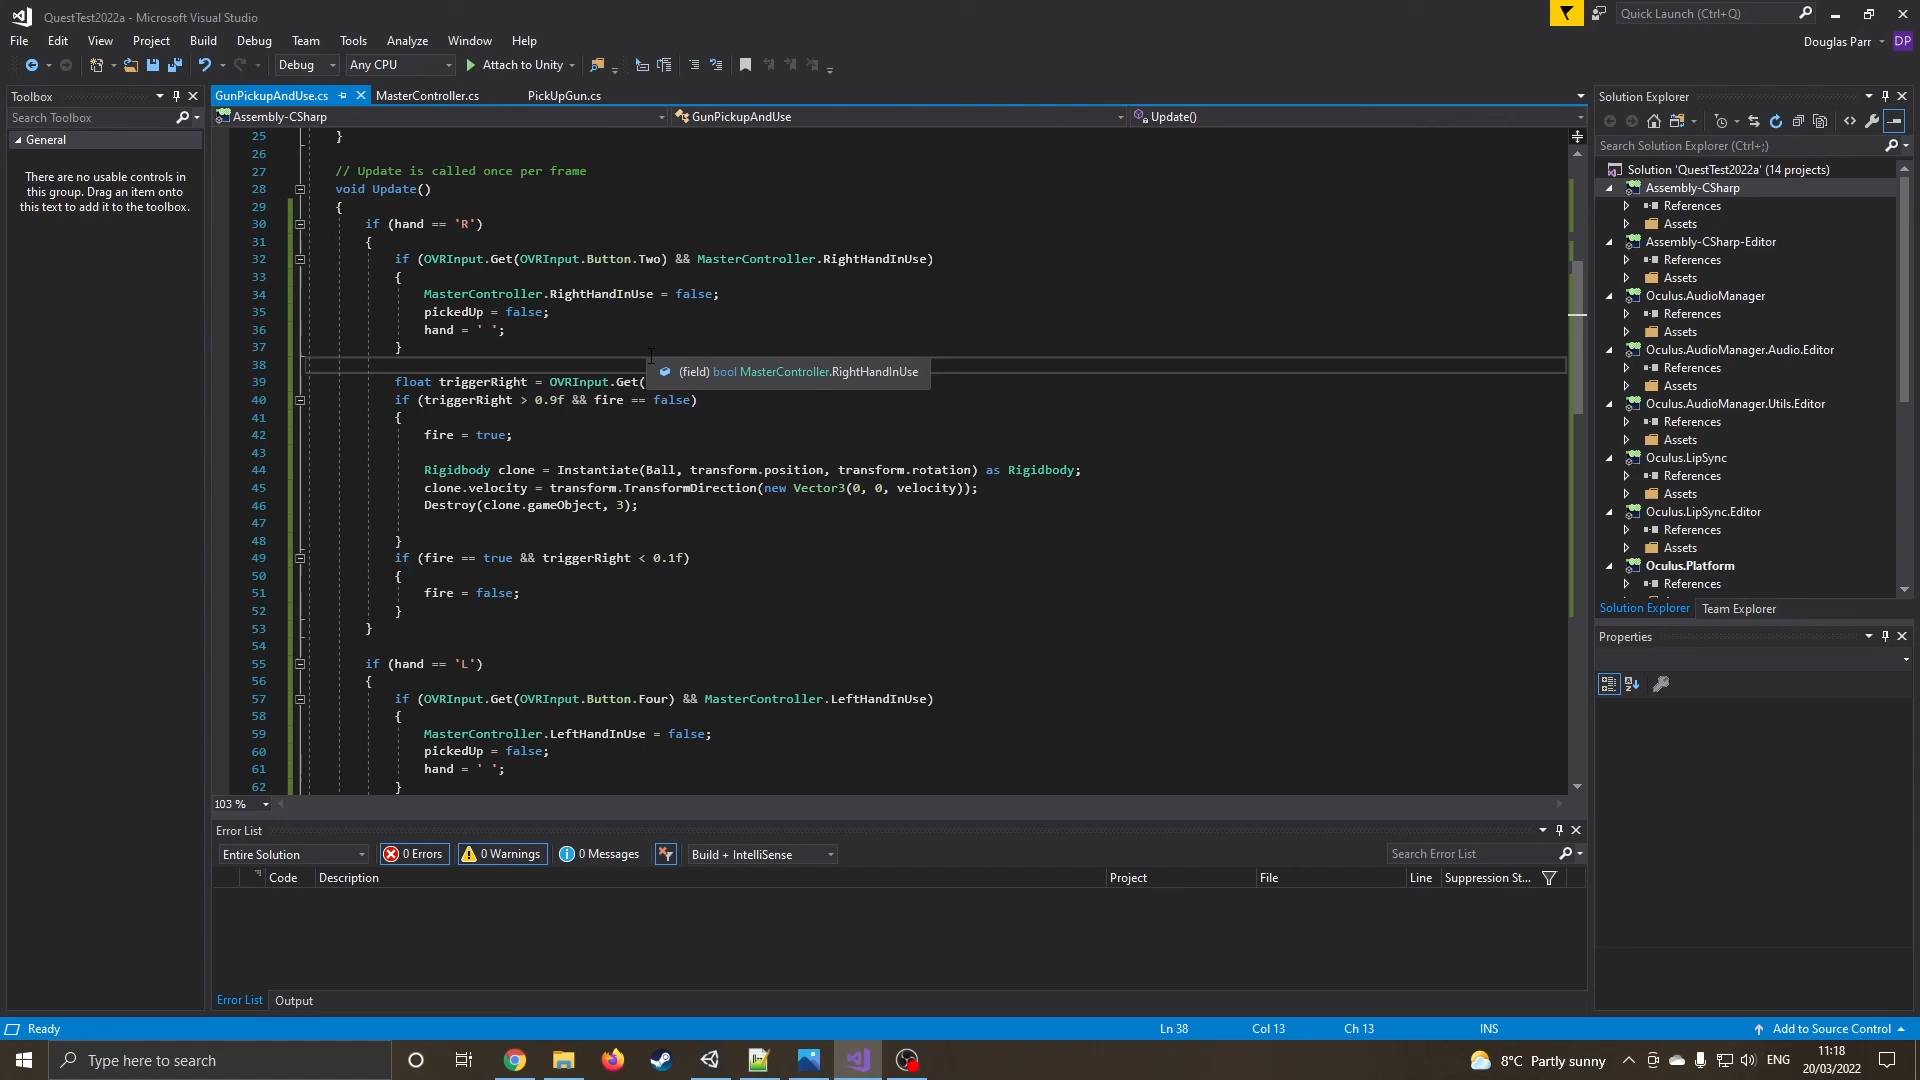 QuestTest2022a - Microsoft Visual Studio
Quick Launch (Ctrl+Q)
File Edit View Project Build Debug Team Tools Analyze Window Help
Douglas Parr DP
Debug Any CPU Attach to Unity
Toolbox
Search Toolbox
General
There are no usable controls in
this group. Drag an item onto
this text to add it to the toolbox.
GunPickupAndUse.cs MasterController.cs PickUpGun.cs
Assembly-CSharp GunPickupAndUse Update()
25 }
26
27 // Update is called once per frame
28 void Update()
29 {
30 if (hand == 'R')
31 {
32 if (OVRInput.Get(OVRInput.Button.Two) && MasterController.RightHandInUse)
33 {
34 MasterController.RightHandInUse = false;
35 pickedUp = false;
36 hand = ' ';
37 }
38
(field) bool MasterController.RightHandInUse
39 float triggerRight = OVRInput.Get(
40 if (triggerRight > 0.9f && fire == false)
41 {
42 fire = true;
43
44 Rigidbody clone = Instantiate(Ball, transform.position, transform.rotation) as Rigidbody;
45 clone.velocity = transform.TransformDirection(new Vector3(0, 0, velocity));
46 Destroy(clone.gameObject, 3);
47
48 }
49 if (fire == true && triggerRight < 0.1f)
50 {
51 fire = false;
52 }
53 }
54
55 if (hand == 'L')
56 {
57 if (OVRInput.Get(OVRInput.Button.Four) && MasterController.LeftHandInUse)
58 {
59 MasterController.LeftHandInUse = false;
60 pickedUp = false;
61 hand = ' ';
62 }
103 %
Error List
Entire Solution 0 Errors 0 Warnings 0 Messages Build + IntelliSense Search Error List
Code Description Project File Line Suppression St...
Error List Output
Solution Explorer
Search Solution Explorer (Ctrl+;)
Solution 'QuestTest2022a' (14 projects)
Assembly-CSharp
References
Assets
Assembly-CSharp-Editor
References
Assets
Oculus.AudioManager
References
Assets
Oculus.AudioManager.Audio.Editor
References
Assets
Oculus.AudioManager.Utils.Editor
References
Assets
Oculus.LipSync
References
Assets
Oculus.LipSync.Editor
References
Assets
Oculus.Platform
References
Solution Explorer Team Explorer
Properties
Ready Ln 38 Col 13 Ch 13 INS Add to Source Control
Type here to search
8°C Partly sunny ENG 11:18
20/03/2022